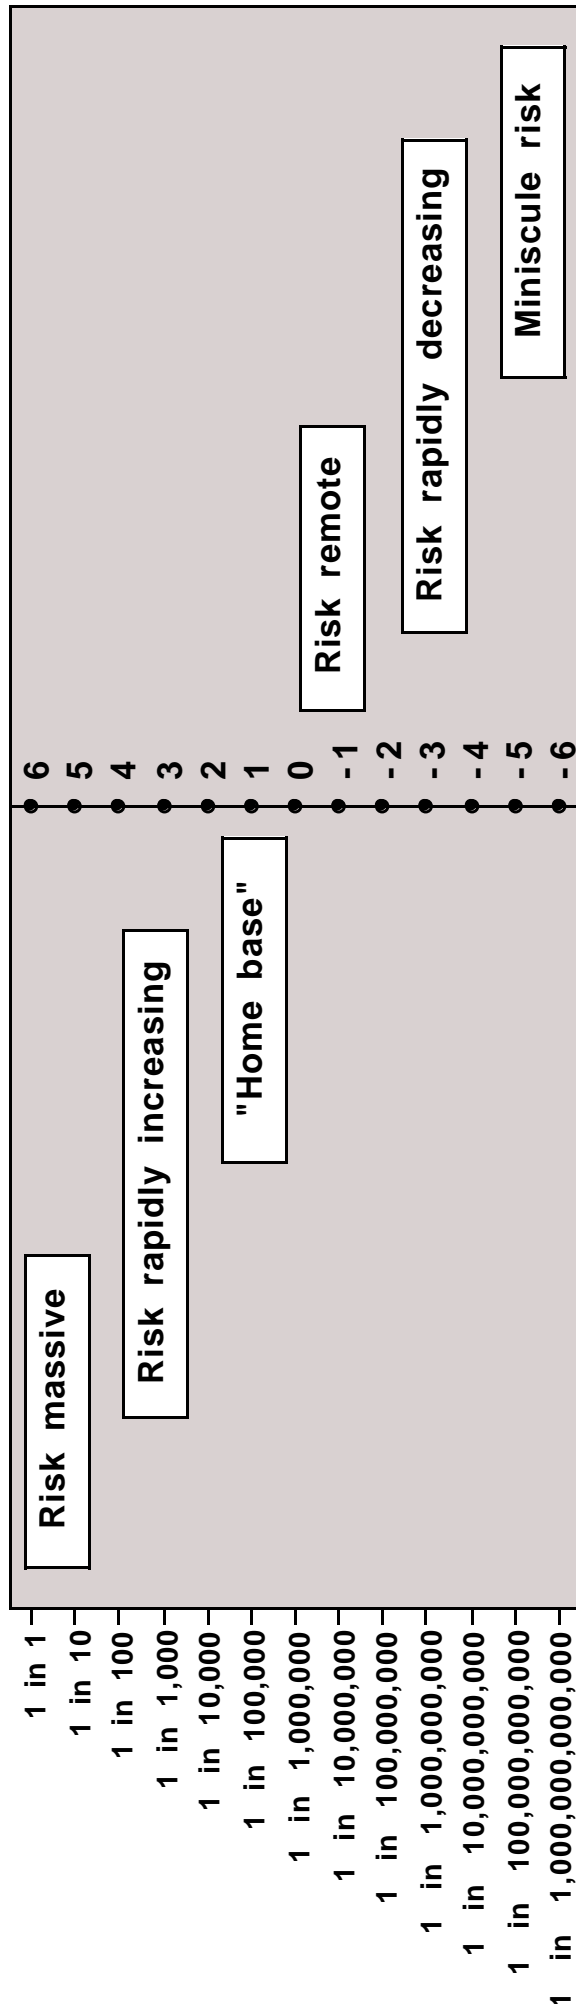 1 in 1
1 in 10
1 in 100
1 in 1,000
1 in 10,000
1 in 100,000
1 in 1,000,000
1 in 10,000,000
1 in 100,000,000
1 in 1,000,000,000
1 in 10,000,000,000
1 in 100,000,000,000
1 in 1,000,000,000,000
Risk massive
Risk rapidly increasing
"Home base"
6
5
4
3
2
1
0
-1
-2
-3
-4
-5
-6
Risk remote
Risk rapidly decreasing
Miniscule risk